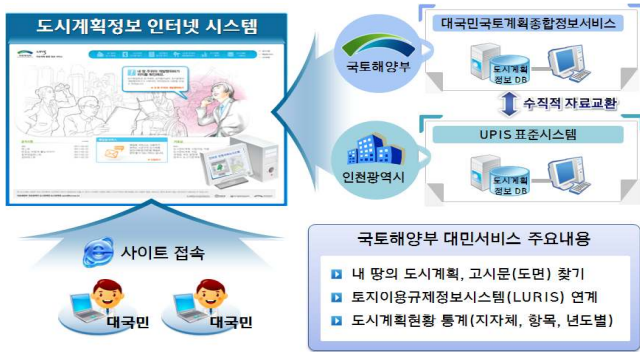 도시계획정보 인터넷 시스템
내 땅 주위의
국토해양부
대국민국토계획종합정보서비스
도시계획
정보 DB
수직적 자료교환
인천광역시
UPIS 표준시스템
도시계획
정보 DB
사이트 접속
대국민
대국민
국토해양부 대민서비스 주요내용
내 땅의 도시계획, 고시문(도면) 찾기
토지이용규제정보시스템(LURIS) 연계
도시계획현황 통계(지자체, 항목, 년도별)